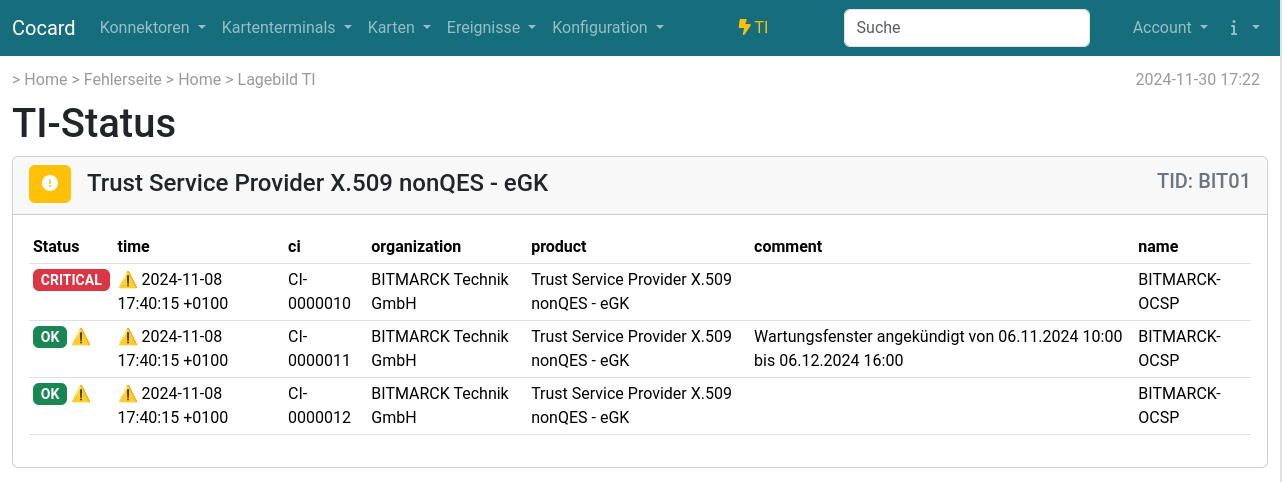 Cocard Konnektoren Kartenterminals Karten Ereignisse Konfiguration TI Suche Account i
> Home > Fehlerseite > Home > Lagebild TI 2024-11-30 17:22
TI-Status
Trust Service Provider X.509 nonQES - eGK TID: BIT01
Status time ci organization product comment name
CRITICAL 2024-11-08 CI- BITMARCK Technik Trust Service Provider X.509 BITMARCK-
17:40:15 +0100 0000010 GmbH nonQES - eGK OCSP
OK 2024-11-08 CI- BITMARCK Technik Trust Service Provider X.509 Wartungsfenster angekündigt von 06.11.2024 10:00 BITMARCK-
17:40:15 +0100 0000011 GmbH nonQES - eGK bis 06.12.2024 16:00 OCSP
OK 2024-11-08 CI- BITMARCK Technik Trust Service Provider X.509 BITMARCK-
17:40:15 +0100 0000012 GmbH nonQES - eGK OCSP